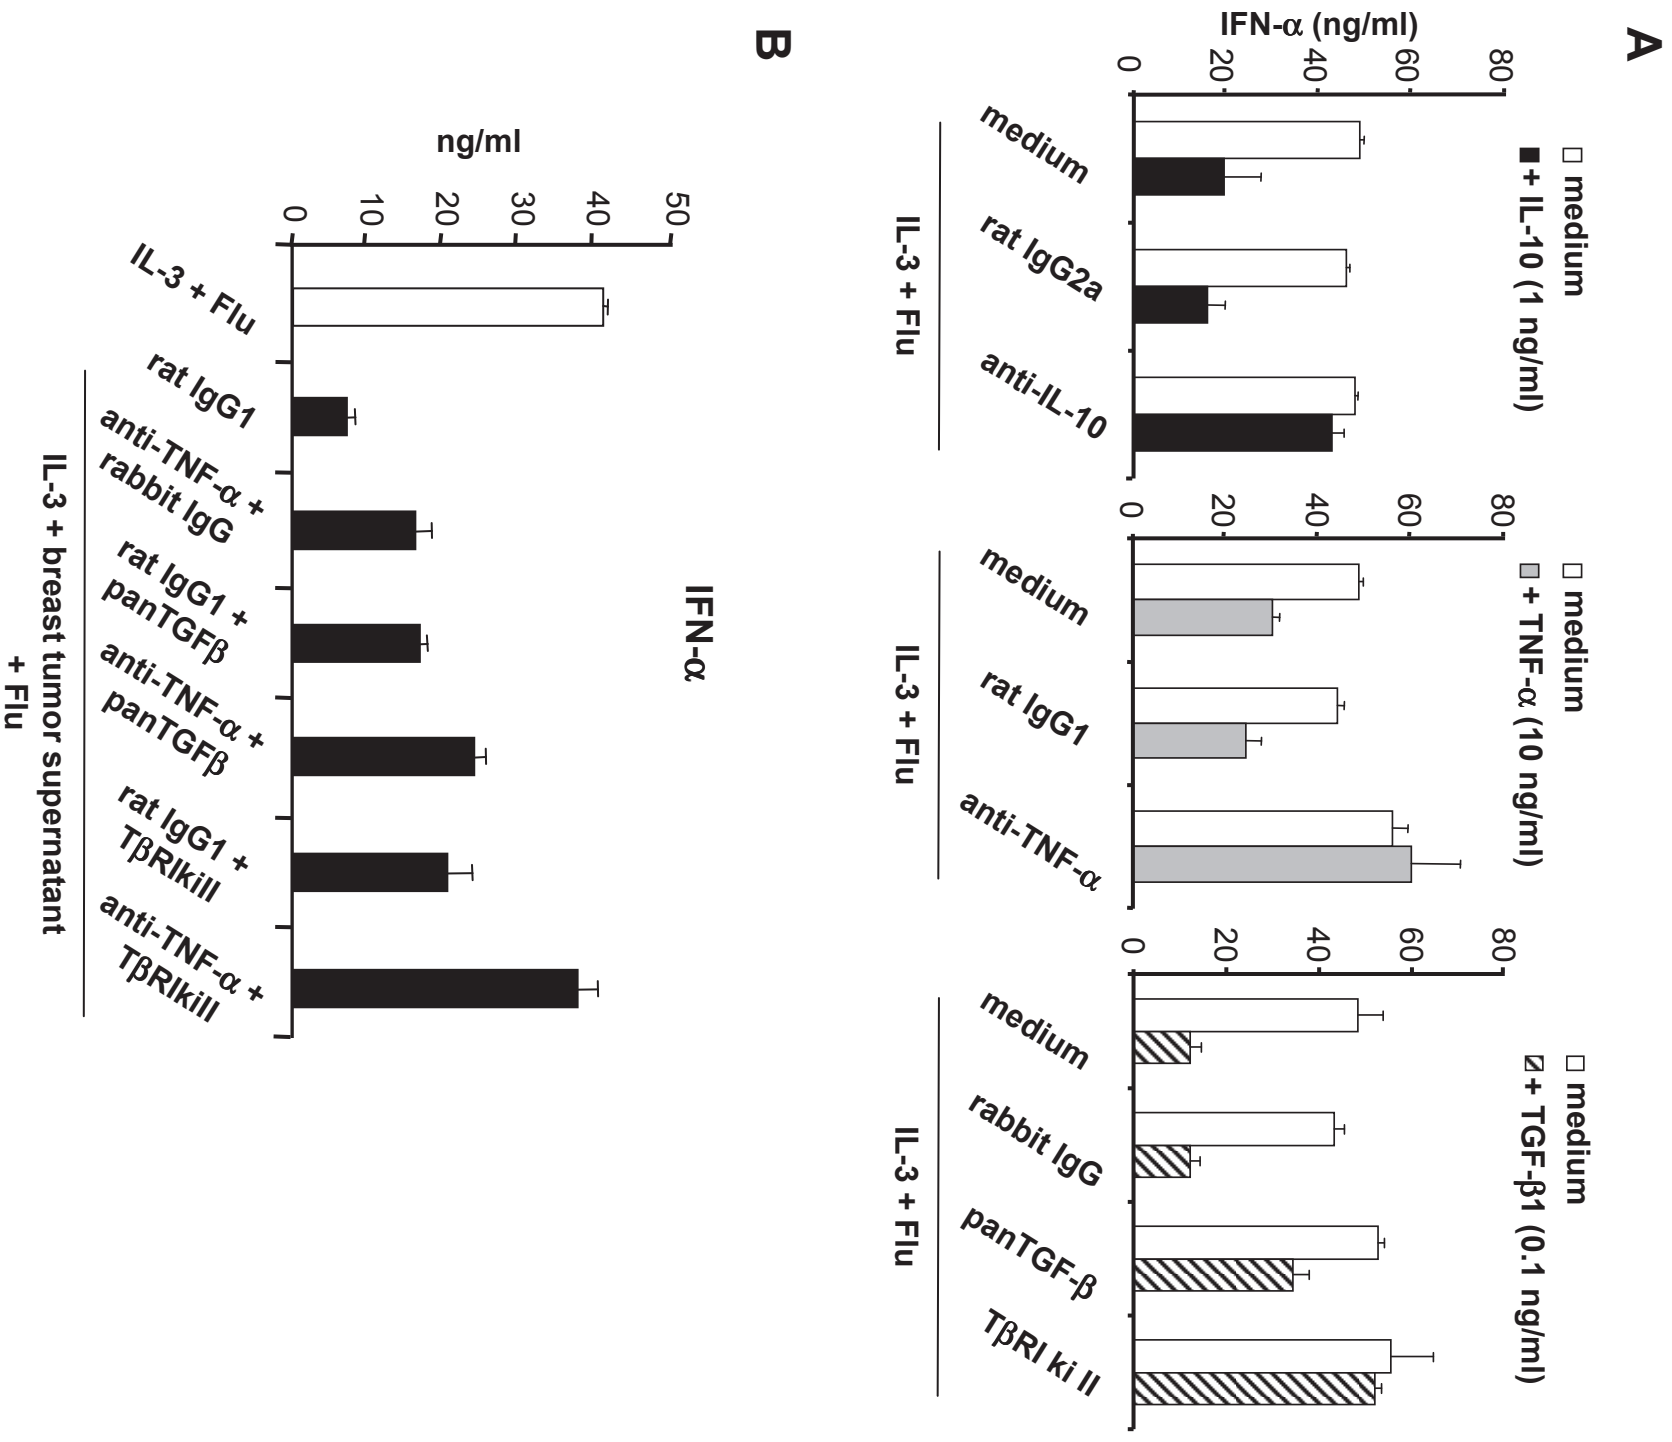 A
IFN-α (ng/ml)
medium
+ IL-10 (1 ng/ml)
80
60
40
20
0
medium
rat IgG2a
anti-IL-10
IL-3 + Flu
medium
+ TNF-α (10 ng/ml)
80
60
40
20
0
medium
rat IgG1
anti-TNF-α
IL-3 + Flu
medium
+ TGF-β1 (0.1 ng/ml)
80
60
40
20
0
medium
rabbit IgG
panTGF-β
TβRI ki II
IL-3 + Flu
B
IFN-α
ng/ml
50
40
30
20
10
0
IL-3 + Flu
rat IgG1
anti-TNF-α +
rabbit IgG
rat IgG1 +
panTGFβ
anti-TNF-α +
panTGFβ
rat IgG1 +
TβRIkiII
anti-TNF-α +
TβRIkiII
IL-3 + breast tumor supernatant
+ Flu